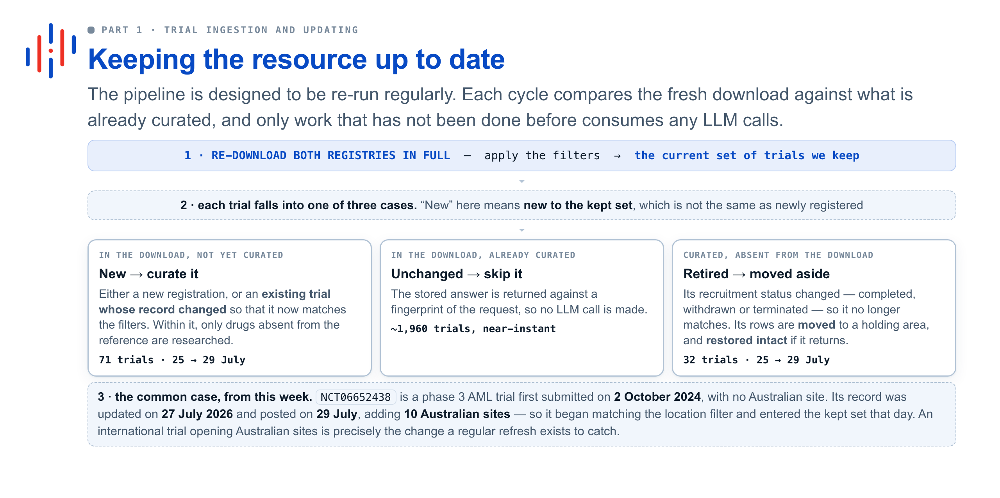 PART 1 · TRIAL INGESTION AND UPDATING
Keeping the resource up to date
The pipeline is designed to be re-run regularly. Each cycle compares the fresh download against what is
already curated, and only work that has not been done before consumes any LLM calls.
1 · RE–DOWNLOAD BOTH REGISTRIES IN FULL — apply the filters → the current set of trials we keep
2 · each trial falls into one of three cases. “New” here means new to the kept set, which is not the same as newly registered
IN THE DOWNLOAD, NOT YET CURATED
New → curate it
Either a new registration, or an existing trial
whose record changed so that it now matches
the filters. Within it, only drugs absent from the
reference are researched.
71 trials · 25 → 29 July
IN THE DOWNLOAD, ALREADY CURATED
Unchanged → skip it
The stored answer is returned against a
fingerprint of the request, so no LLM call is made.
~1,960 trials, near–instant
CURATED, ABSENT FROM THE DOWNLOAD
Retired → moved aside
Its recruitment status changed — completed,
withdrawn or terminated — so it no longer
matches. Its rows are moved to a holding area,
and restored intact if it returns.
32 trials · 25 → 29 July
3 · the common case, from this week. NCT06652438 is a phase 3 AML trial first submitted on 2 October 2024, with no Australian site. Its record was
updated on 27 July 2026 and posted on 29 July, adding 10 Australian sites — so it began matching the location filter and entered the kept set that day. An
international trial opening Australian sites is precisely the change a regular refresh exists to catch.